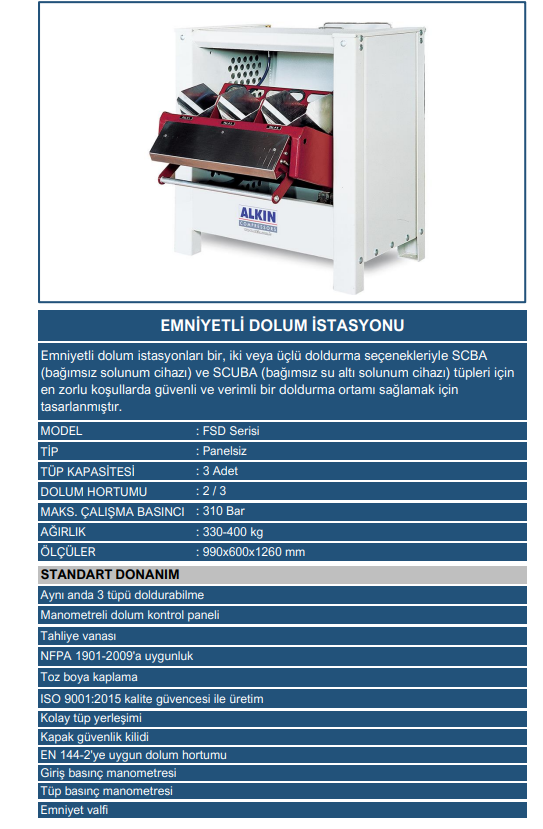 ALKIN
COMPRESSORS
EMNİYETLİ DOLUM İSTASYONU
Emniyetli dolum istasyonları bir, iki veya üçlü doldurma seçenekleriyle SCBA
(bağımsız solunum cihazı) ve SCUBA (bağımsız su altı solunum cihazı) tüpleri için
en zorlu koşullarda güvenli ve verimli bir doldurma ortamı sağlamak için
tasarlanmıştır.
MODEL : FSD Serisi
TİP : Panelsiz
TÜP KAPASİTESİ : 3 Adet
DOLUM HORTUMU : 2 / 3
MAKS. ÇALIŞMA BASINCI : 310 Bar
AĞIRLIK : 330-400 kg
ÖLÇÜLER : 990x600x1260 mm
STANDART DONANIM
Aynı anda 3 tüpü doldurabilme
Manometreli dolum kontrol paneli
Tahliye vanası
NFPA 1901-2009'a uygunluk
Toz boya kaplama
ISO 9001:2015 kalite güvencesi ile üretim
Kolay tüp yerleşimi
Kapak güvenlik kilidi
EN 144-2'ye uygun dolum hortumu
Giriş basınç manometresi
Tüp basınç manometresi
Emniyet valfi